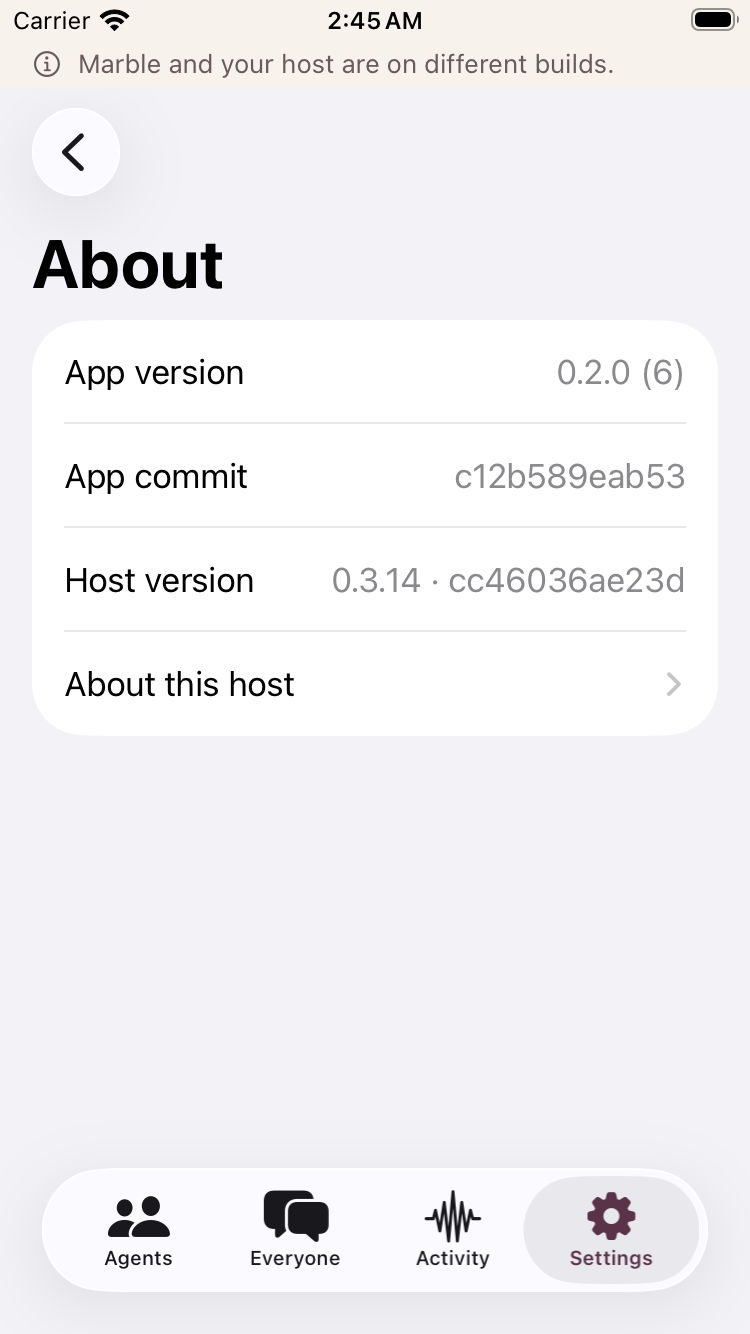 Carrier 2:45 AM
Marble and your host are on different builds.
About
App version 0.2.0 (6)
App commit c12b589eab53
Host version 0.3.14 · cc46036ae23d
About this host
Agents Everyone Activity Settings